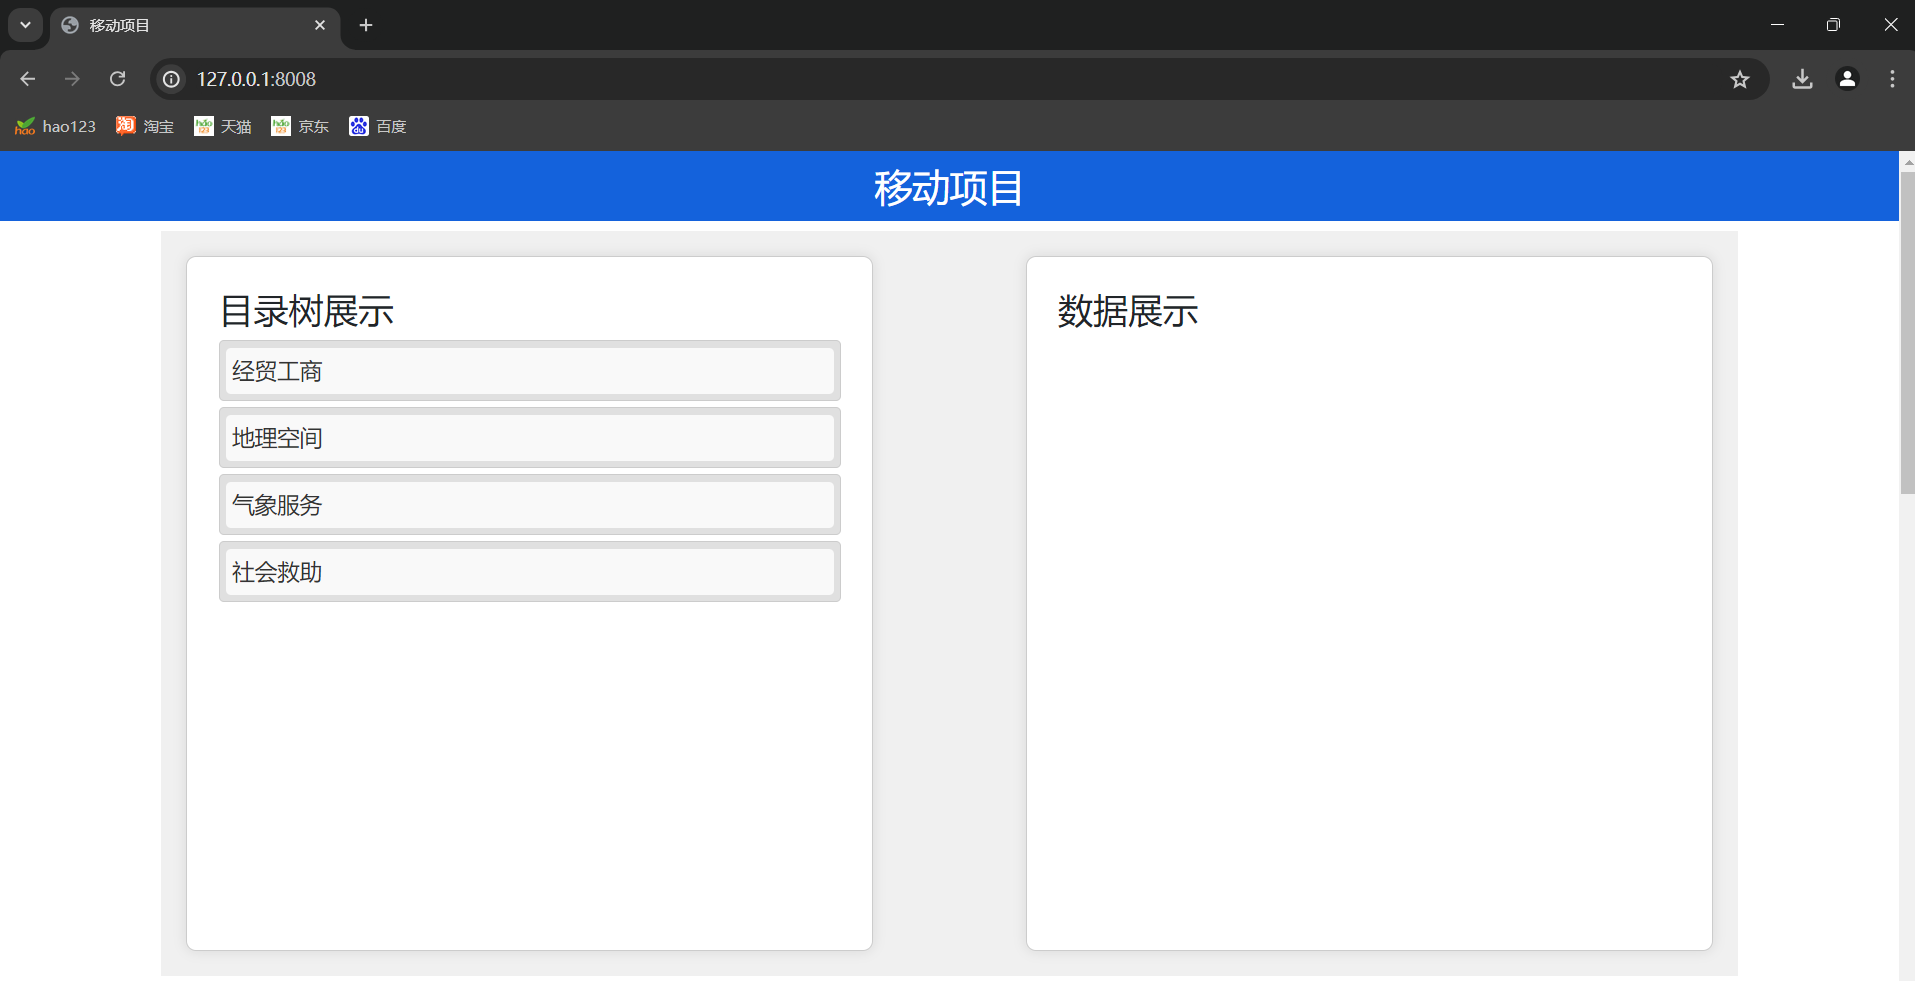 移动项目
127.0.0.1:8008
hao123 淘宝 天猫 京东 百度
移动项目
目录树展示
经贸工商
地理空间
气象服务
社会救助
数据展示